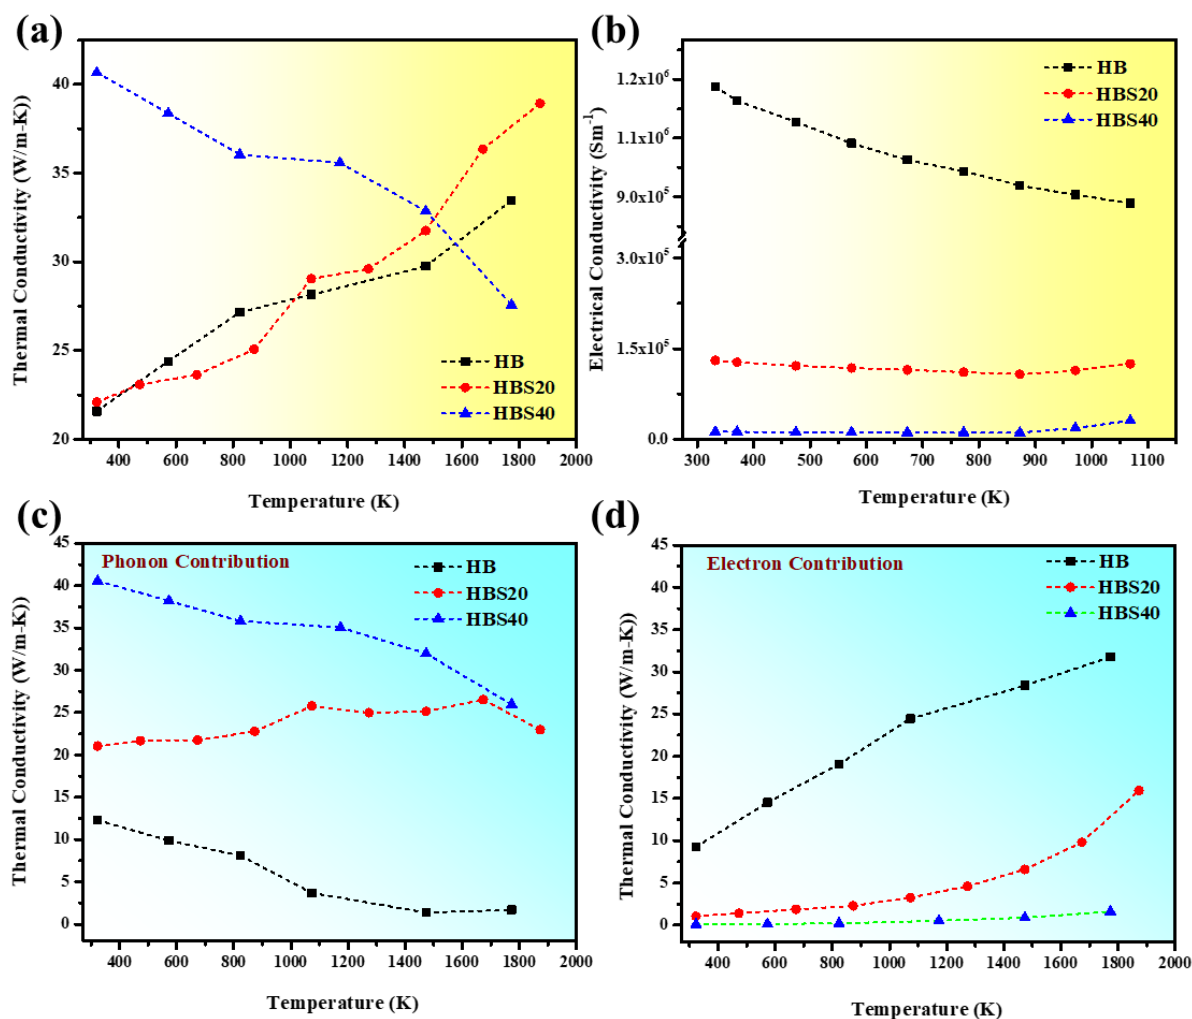 (a)
Thermal Conductivity (W/m-K))
40
35
30
25
20
HB
HBS20
HBS40
400 600 800 1000 1200 1400 1600 1800 2000
Temperature (K)
(b)
Electrical Conductivity (Sm⁻¹)
1.2x10⁶
1.1x10⁶
9.0x10⁵
3.0x10⁵
1.5x10⁵
0.0
HB
HBS20
HBS40
300 400 500 600 700 800 900 1000 1100
Temperature (K)
(c)
Thermal Conductivity (W/m-K))
45
40
35
30
25
20
15
10
5
0
Phonon Contribution
HB
HBS20
HBS40
400 600 800 1000 1200 1400 1600 1800 2000
Temperature (K)
(d)
Thermal Conductivity (W/m-K))
45
40
35
30
25
20
15
10
5
0
Electron Contribution
HB
HBS20
HBS40
400 600 800 1000 1200 1400 1600 1800 2000
Temperature (K)